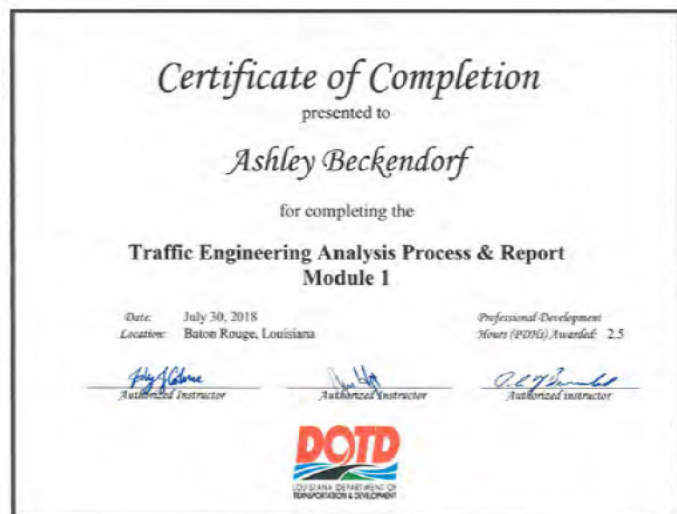 Certificate of Completion
presented to
Ashley Beckendorf
for completing the
Traffic Engineering Analysis Process & Report
Module 1
Date: July 30, 2018
Location: Baton Rouge, Louisiana
Professional Development
Hours (PDHs) Awarded: 2.5
Authorized Instructor
Authorized Instructor
Authorized instructor
DOTD
LOUISIANA DEPARTMENT OF
TRANSPORTATION & DEVELOPMENT